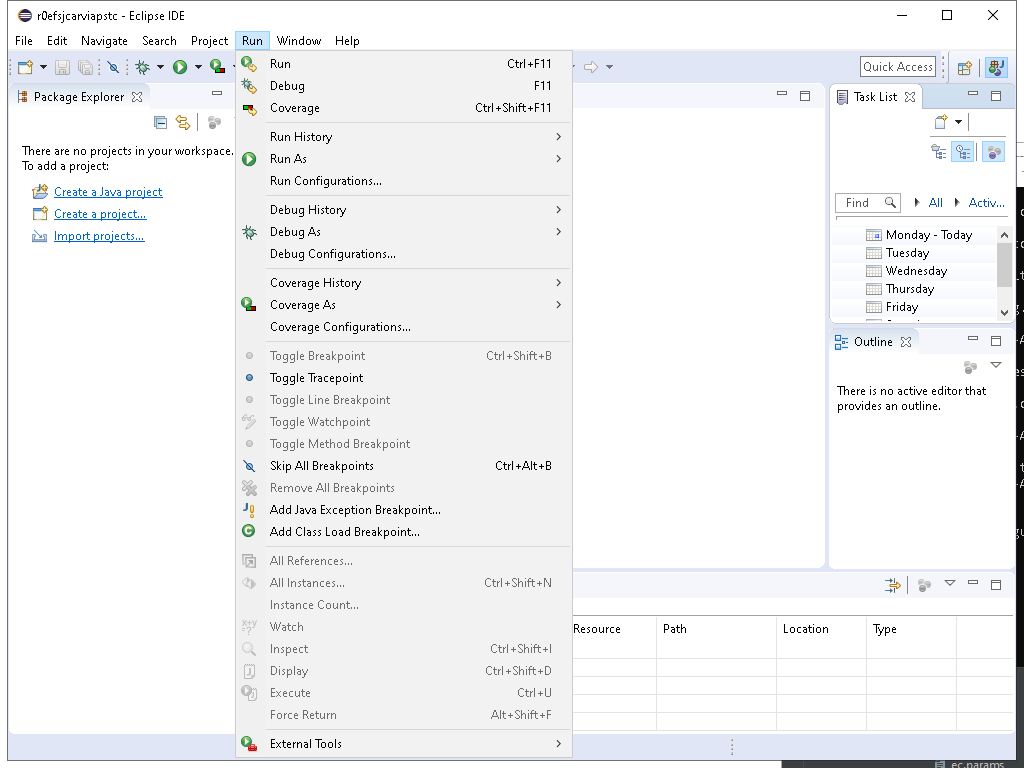 r0efsjcarviapstc - Eclipse IDE
File Edit Navigate Search Project Run Window Help
Quick Access
Package Explorer
There are no projects in your workspace.
To add a project:
Create a Java project
Create a project...
Import projects...
Run Ctrl+F11
Debug F11
Coverage Ctrl+Shift+F11
Run History
Run As
Run Configurations...
Debug History
Debug As
Debug Configurations...
Coverage History
Coverage As
Coverage Configurations...
Toggle Breakpoint Ctrl+Shift+B
Toggle Tracepoint
Toggle Line Breakpoint
Toggle Watchpoint
Toggle Method Breakpoint
Skip All Breakpoints Ctrl+Alt+B
Remove All Breakpoints
Add Java Exception Breakpoint...
Add Class Load Breakpoint...
All References...
All Instances... Ctrl+Shift+N
Instance Count...
Watch
Inspect Ctrl+Shift+I
Display Ctrl+Shift+D
Execute Ctrl+U
Force Return Alt+Shift+F
External Tools
Task List
Find All Activ...
Monday - Today
Tuesday
Wednesday
Thursday
Friday
Outline
There is no active editor that
provides an outline.
Resource Path Location Type
ec.params